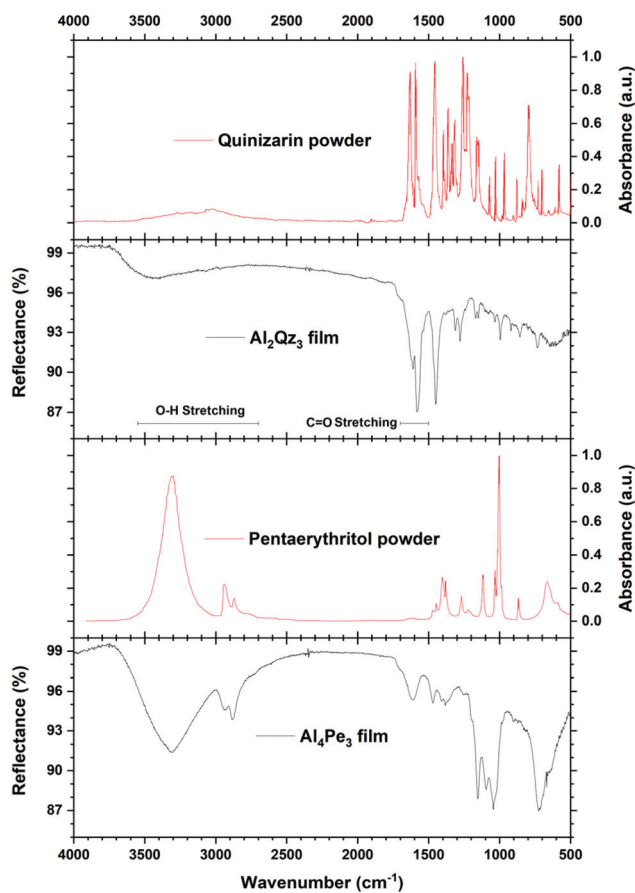 4000 3500 3000 2500 2000 1500 1000 500
1.0
0.8
0.6
0.4
0.2
0.0
Absorbance (a.u.)
Quinizarin powder
99
96
93
90
87
Reflectance (%)
Al₂Qz₃ film
O-H Stretching
C=O Stretching
1.0
0.8
0.6
0.4
0.2
0.0
Absorbance (a.u.)
Pentaerythritol powder
99
96
93
90
87
Reflectance (%)
Al₄Pe₃ film
4000 3500 3000 2500 2000 1500 1000 500
Wavenumber (cm⁻¹)